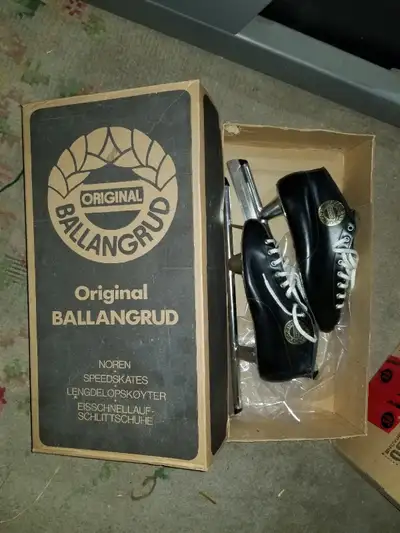 ORIGINAL
BALLANGRUD
Original
BALLANGRUD
NOREN
SPEEDSKATES
LENGDELØPSKØYTER
EISSCHNELLAUF-
SCHLITTSCHUHE